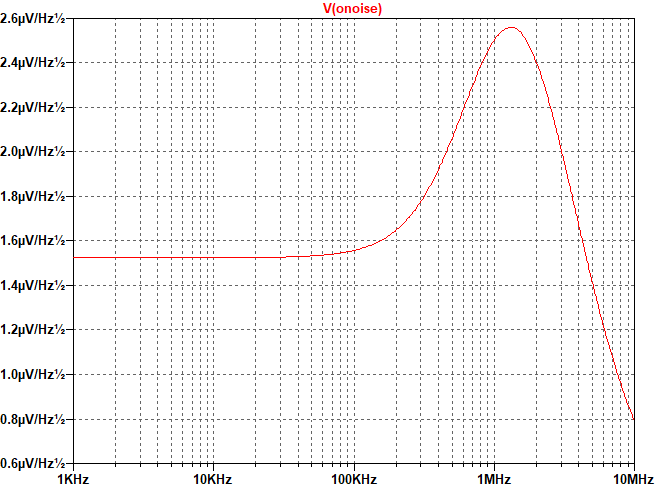 V(onoise)
2.6µV/Hz½
2.4µV/Hz½
2.2µV/Hz½
2.0µV/Hz½
1.8µV/Hz½
1.6µV/Hz½
1.4µV/Hz½
1.2µV/Hz½
1.0µV/Hz½
0.8µV/Hz½
0.6µV/Hz½
1KHz 10KHz 100KHz 1MHz 10MHz